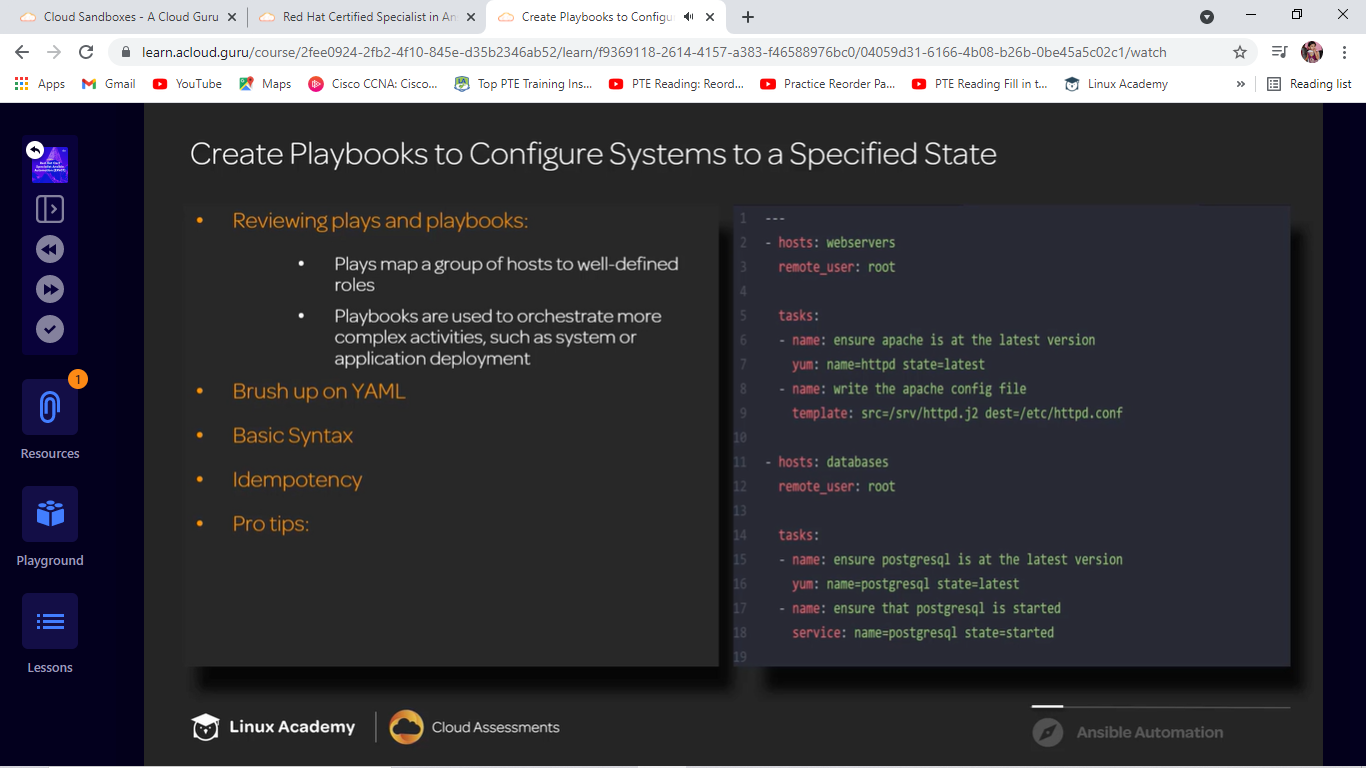 Cloud Sandboxes - A Cloud Guru
Red Hat Certified Specialist in An
Create Playbooks to Configu
learn.acloud.guru/course/2fee0924-2fb2-4f10-845e-d35b2346ab52/learn/f9369118-2614-4157-a383-f46588976bc0/04059d31-6166-4b08-b26b-0be45a5c02c1/watch
Apps Gmail YouTube Maps Cisco CCNA: Cisco... Top PTE Training Ins... PTE Reading: Reord... Practice Reorder Pa... PTE Reading Fill in t... Linux Academy » Reading list
1
Resources
Playground
Lessons
Create Playbooks to Configure Systems to a Specified State
• Reviewing plays and playbooks:
• Plays map a group of hosts to well-defined
roles
• Playbooks are used to orchestrate more
complex activities, such as system or
application deployment
• Brush up on YAML
• Basic Syntax
• Idempotency
• Pro tips:
1 ---
2 - hosts: webservers
3 remote_user: root
4
5 tasks:
6 - name: ensure apache is at the latest version
7 yum: name=httpd state=latest
8 - name: write the apache config file
9 template: src=/srv/httpd.j2 dest=/etc/httpd.conf
10
11 - hosts: databases
12 remote_user: root
13
14 tasks:
15 - name: ensure postgresql is at the latest version
16 yum: name=postgresql state=latest
17 - name: ensure that postgresql is started
18 service: name=postgresql state=started
19
Linux Academy
Cloud Assessments
Ansible Automation